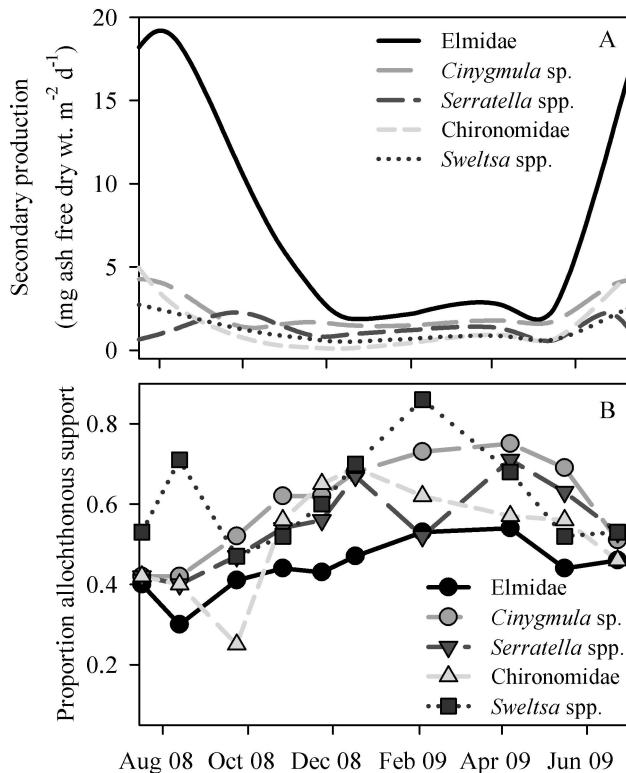 Secondary production
(mg ash free dry wt. m⁻² d⁻¹)
20
15
10
5
0
A
Elmidae
Cinygmula sp.
Serratella spp.
Chironomidae
Sweltsa spp.
Proportion allochthonous support
0.8
0.6
0.4
0.2
B
Elmidae
Cinygmula sp.
Serratella spp.
Chironomidae
Sweltsa spp.
Aug 08 Oct 08 Dec 08 Feb 09 Apr 09 Jun 09